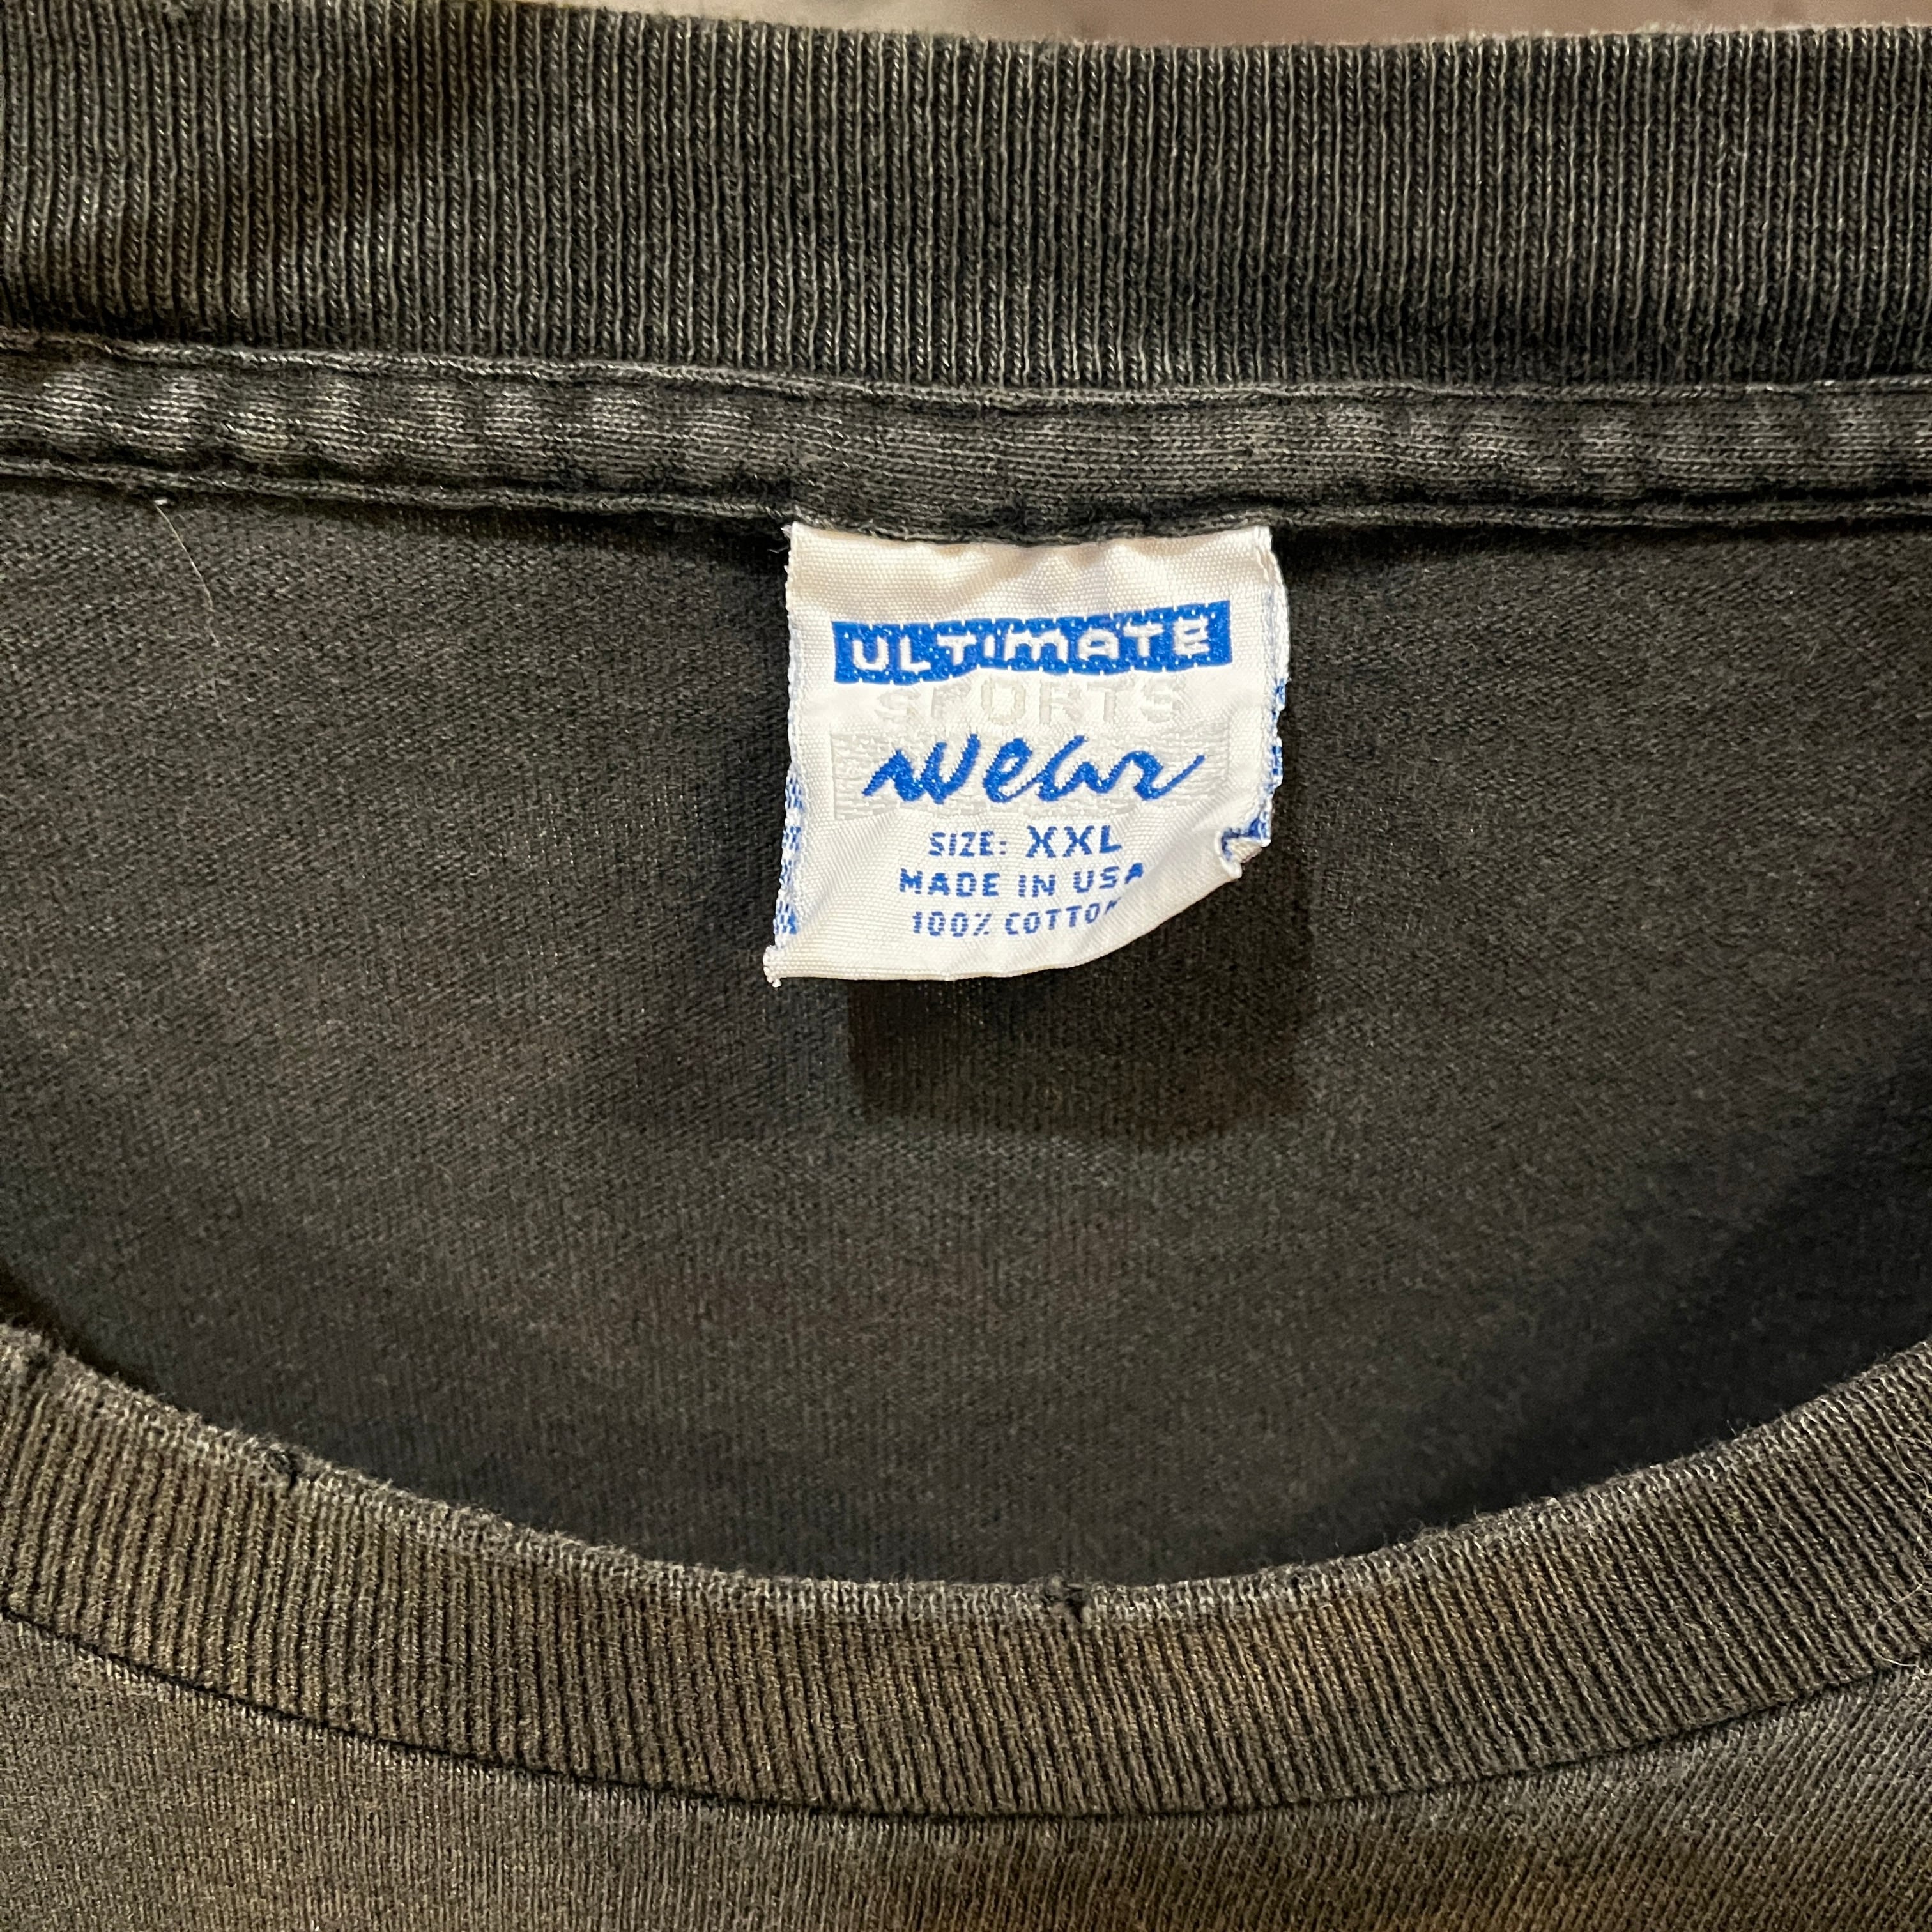 ULTIMATE
SPORTS
Wear
SIZE: XXL
MADE IN USA
100% COTTON